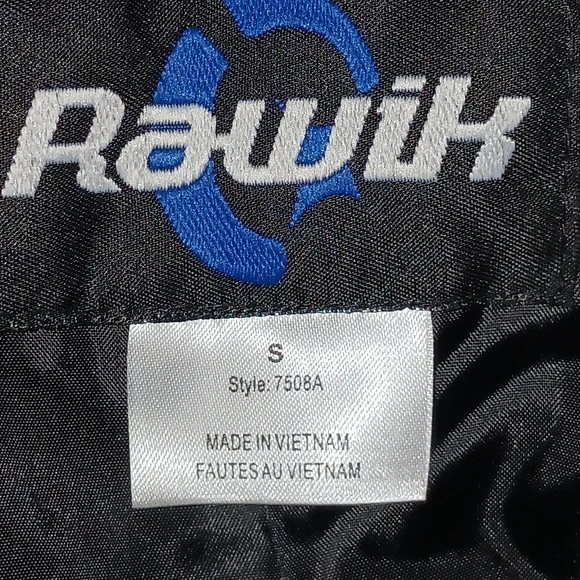 Rawik
S
Style: 7508A
MADE IN VIETNAM
FAUTES AU VIETNAM